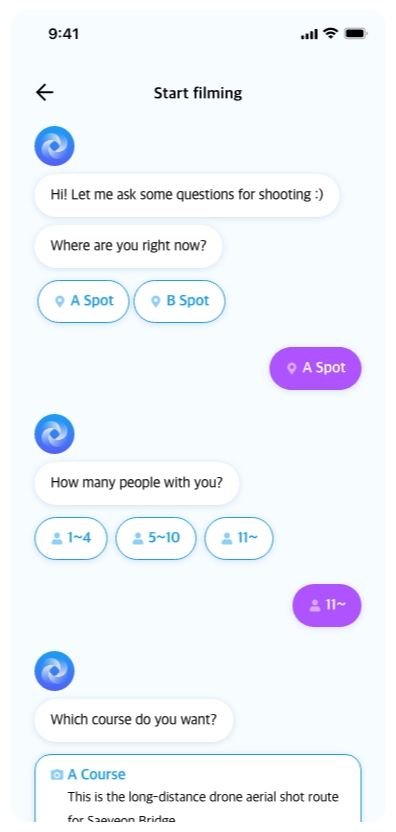 9:41
Start filming
Hi! Let me ask some questions for shooting :)
Where are you right now?
A Spot
B Spot
A Spot
How many people with you?
1~4
5~10
11~
11~
Which course do you want?
A Course
This is the long-distance drone aerial shot route
for Saeyeon Bridge